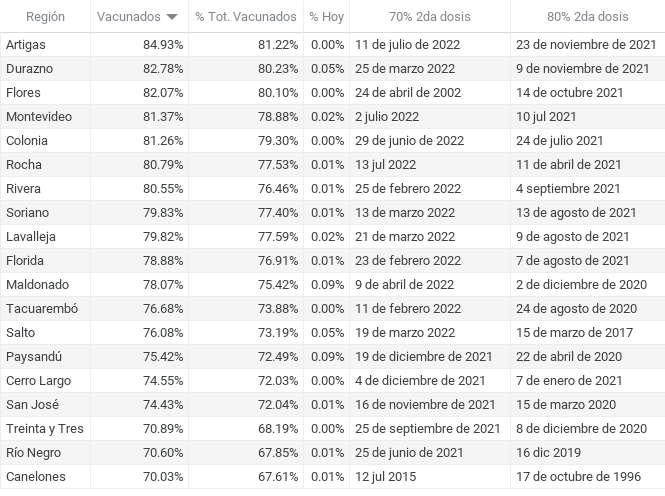 Región Vacunados % Tot. Vacunados % Hoy 70% 2da dosis 80% 2da dosis
Artigas 84.93% 81.22% 0.00% 11 de julio de 2022 23 de noviembre de 2021
Durazno 82.78% 80.23% 0.05% 25 de marzo 2022 9 de noviembre de 2021
Flores 82.07% 80.10% 0.00% 24 de abril de 2002 14 de octubre 2021
Montevideo 81.37% 78.88% 0.02% 2 julio 2022 10 jul 2021
Colonia 81.26% 79.30% 0.00% 29 de junio de 2022 24 de julio 2021
Rocha 80.79% 77.53% 0.01% 13 jul 2022 11 de abril de 2021
Rivera 80.55% 76.46% 0.01% 25 de febrero 2022 4 septiembre 2021
Soriano 79.83% 77.40% 0.01% 13 de marzo 2022 13 de agosto de 2021
Lavalleja 79.82% 77.59% 0.02% 21 de marzo 2022 9 de agosto de 2021
Florida 78.88% 76.91% 0.01% 23 de febrero 2022 7 de agosto de 2021
Maldonado 78.07% 75.42% 0.09% 9 de abril de 2022 2 de diciembre de 2020
Tacuarembó 76.68% 73.88% 0.00% 11 de febrero 2022 24 de agosto de 2020
Salto 76.08% 73.19% 0.05% 19 de marzo 2022 15 de marzo de 2017
Paysandú 75.42% 72.49% 0.09% 19 de diciembre de 2021 22 de abril de 2020
Cerro Largo 74.55% 72.03% 0.00% 4 de diciembre de 2021 7 de enero de 2021
San José 74.43% 72.04% 0.01% 16 de noviembre de 2021 15 de marzo 2020
Treinta y Tres 70.89% 68.19% 0.00% 25 de septiembre de 2021 8 de diciembre de 2020
Río Negro 70.60% 67.85% 0.01% 25 de junio de 2021 16 dic 2019
Canelones 70.03% 67.61% 0.01% 12 jul 2015 17 de octubre de 1996